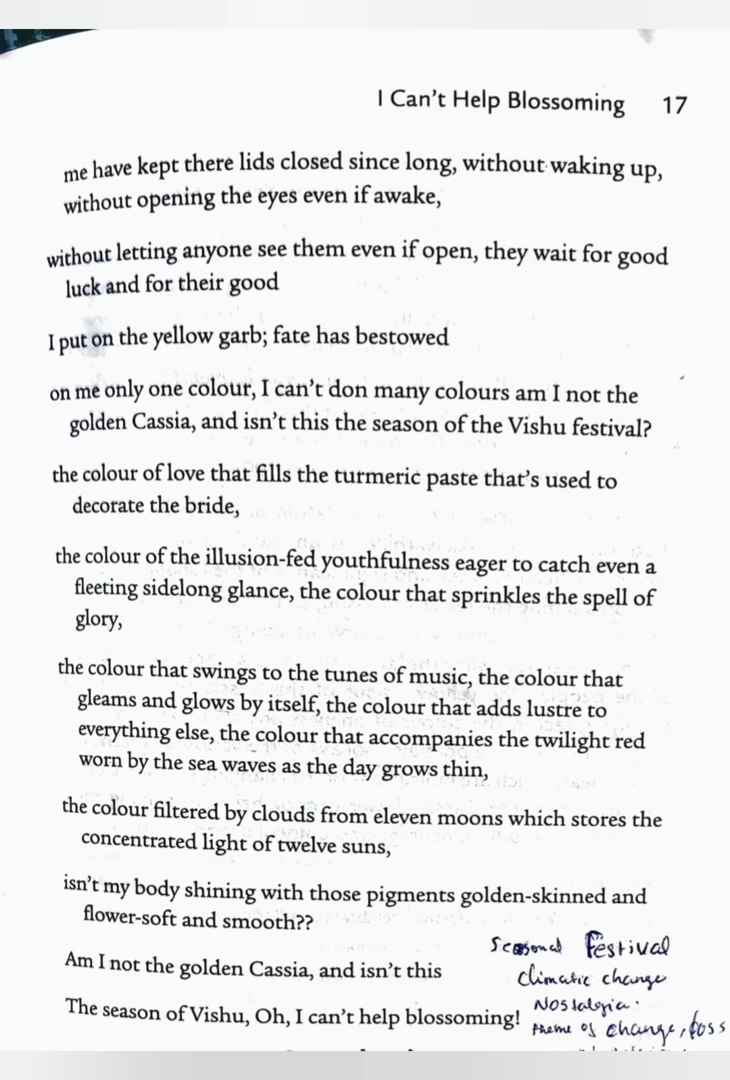 I Can't Help Blossoming 17
me have kept there lids closed since long, without waking up,
without opening the eyes even if awake,
without letting anyone see them even if open, they wait for good
luck and for their good
I put on the yellow garb; fate has bestowed
on me only one colour, I can't don many colours am I not the
golden Cassia, and isn't this the season of the Vishu festival?
the colour of love that fills the turmeric paste that's used to
decorate the bride,
the colour of the illusion-fed youthfulness eager to catch even a
fleeting sidelong glance, the colour that sprinkles the spell of
glory,
the colour that swings to the tunes of music, the colour that
gleams and glows by itself, the colour that adds lustre to
everything else, the colour that accompanies the twilight red
worn by the sea waves as the day grows thin,
the colour filtered by clouds from eleven moons which stores the
concentrated light of twelve suns,
isn't my body shining with those pigments golden-skinned and
flower-soft and smooth??
Am I not the golden Cassia, and isn't this
The season of Vishu, Oh, I can't help blossoming!
Seasonal Festival
climatic change
Nostalgia.
theme of change, loss